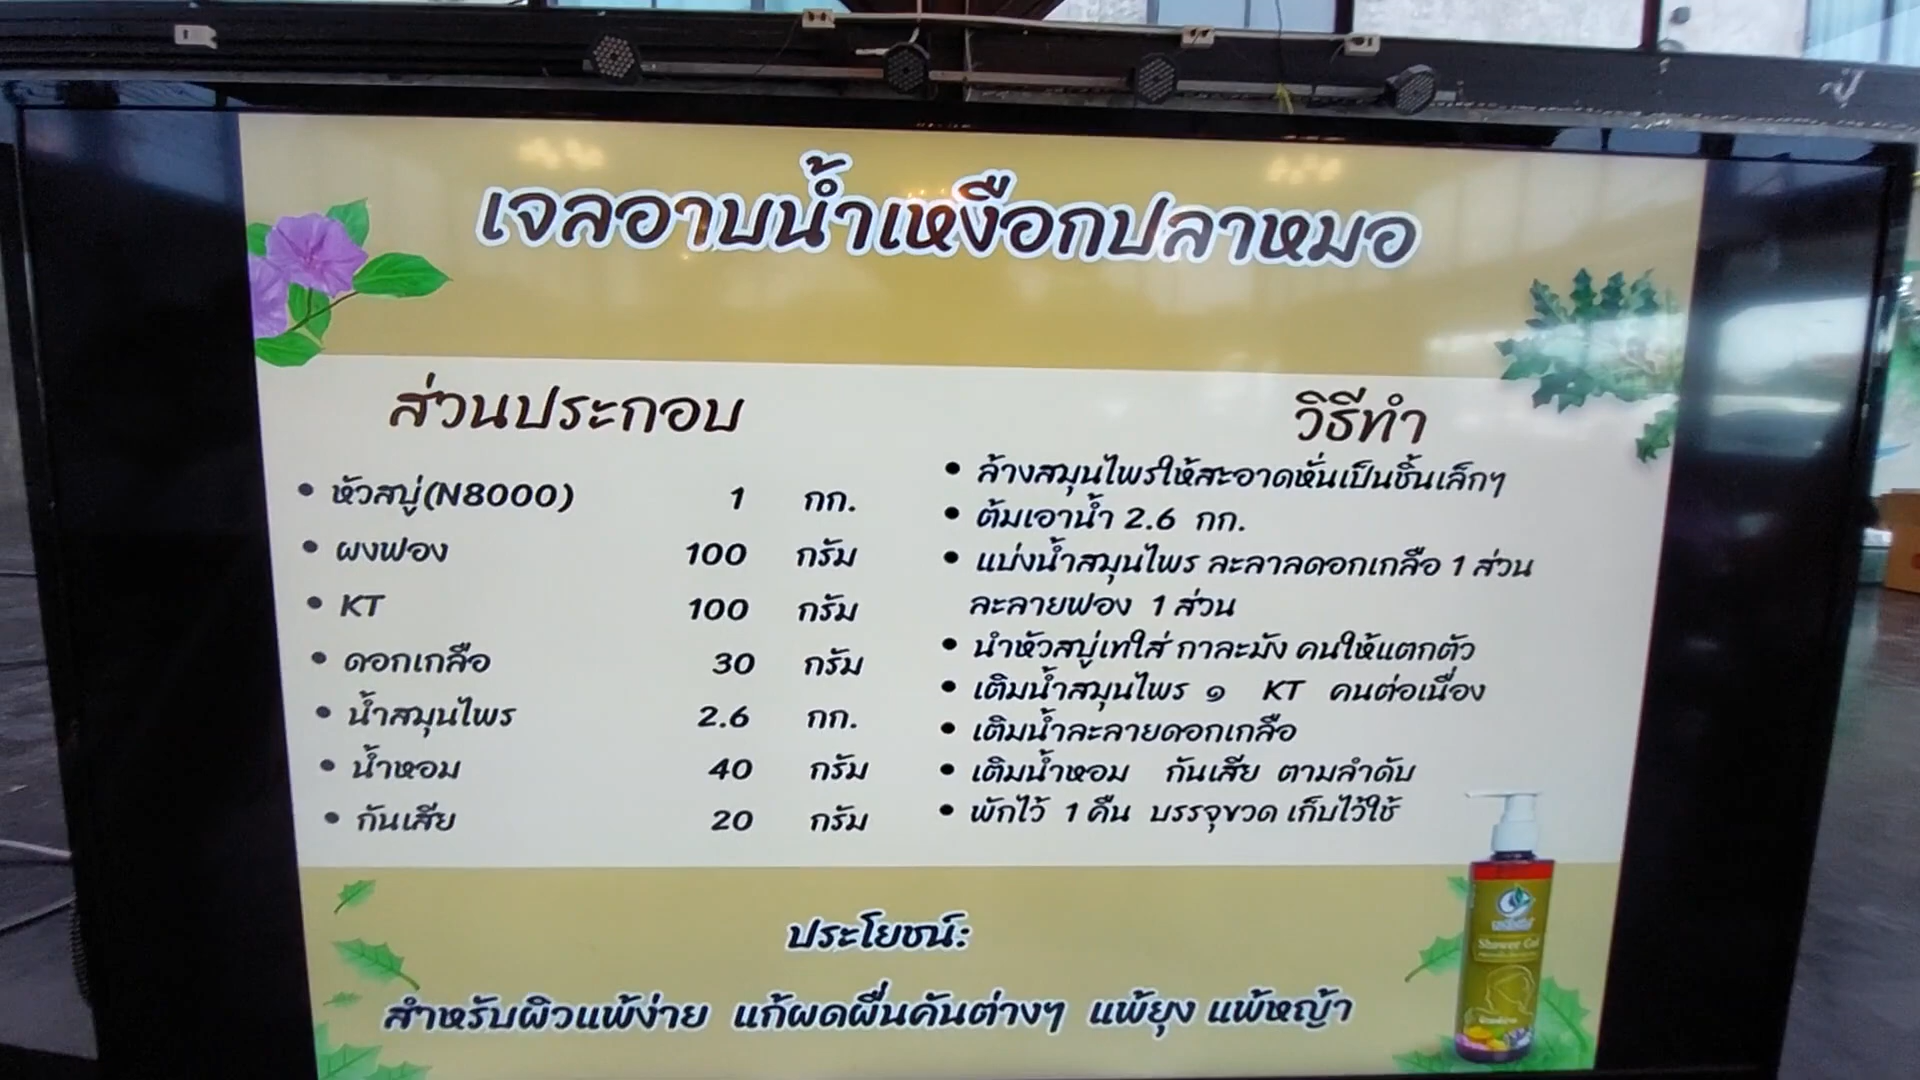 เจลอาบน้ำเหงือกปลาหมอ
ส่วนประกอบ
• หัวสบู่(N8000) 1 กก.
• ผงฟอง 100 กรัม
• KT 100 กรัม
• ดอกเกลือ 30 กรัม
• น้ำสมุนไพร 2.6 กก.
• น้ำหอม 40 กรัม
• กันเสีย 20 กรัม
วิธีทำ
• ล้างสมุนไพรให้สะอาดหั่นเป็นชิ้นเล็กๆ
• ต้มเอาน้ำ 2.6 กก.
• แบ่งน้ำสมุนไพร ละลาลดอกเกลือ 1 ส่วน
ละลายฟอง 1 ส่วน
• นำหัวสบู่เทใส่ กาละมัง คนให้แตกตัว
• เติมน้ำสมุนไพร ๑ KT คนต่อเนื่อง
• เติมน้ำละลายดอกเกลือ
• เติมน้ำหอม กันเสีย ตามลำดับ
• พักไว้ 1 คืน บรรจุขวด เก็บไว้ใช้
Shower Gel
ประโยชน์:
สำหรับผิวแพ้ง่าย แก้ผดผื่นคันต่างๆ แพ้ยุง แพ้หญ้า